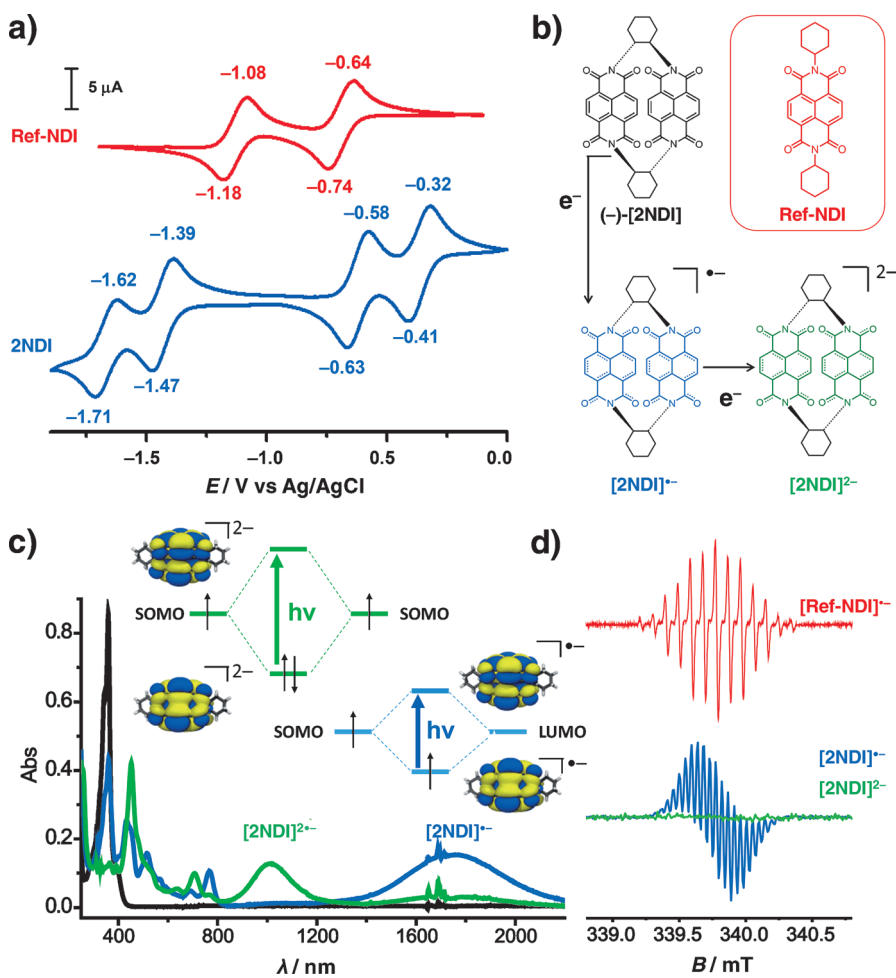 a)
5 μA
Ref-NDI
–1.08
–0.64
–1.18
–0.74
2NDI
–1.62
–1.39
–0.58
–0.32
–1.71
–1.47
–0.63
–0.41
–1.5
–1.0
0.5
0.0
E / V vs Ag/AgCl
b)
N
N
O
O
O
O
O
O
O
O
N
N
(–)-[2NDI]
O
N
O
O
N
O
Ref-NDI
e–
•–
N
N
O
O
O
O
O
O
O
O
N
N
[2NDI]•–
e–
2–
N
N
O
O
O
O
O
O
O
O
N
N
[2NDI]2–
c)
2–
SOMO
hν
SOMO
2–
•–
SOMO
hν
LUMO
•–
[2NDI]2•–
[2NDI]•–
Abs
0.8
0.6
0.4
0.2
0.0
400
800
1200
1600
2000
λ / nm
d)
[Ref-NDI]•–
[2NDI]•–
[2NDI]2–
339.0
339.5
340.0
340.5
B / mT